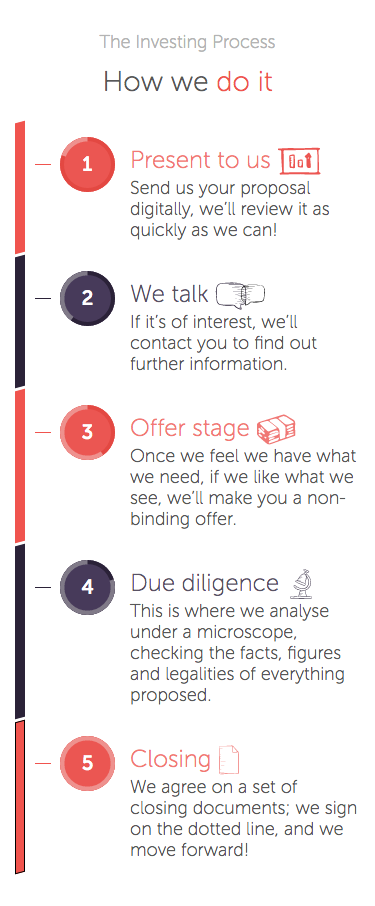 The Investing Process
How we do it
1
Present to us
Send us your proposal
digitally, we’ll review it as
quickly as we can!
2
We talk
If it’s of interest, we’ll
contact you to find out
further information.
3
Offer stage
Once we feel we have what
we need, if we like what we
see, we’ll make you a non-
binding offer.
4
Due diligence
This is where we analyse
under a microscope,
checking the facts, figures
and legalities of everything
proposed.
5
Closing
We agree on a set of
closing documents; we sign
on the dotted line, and we
move forward!